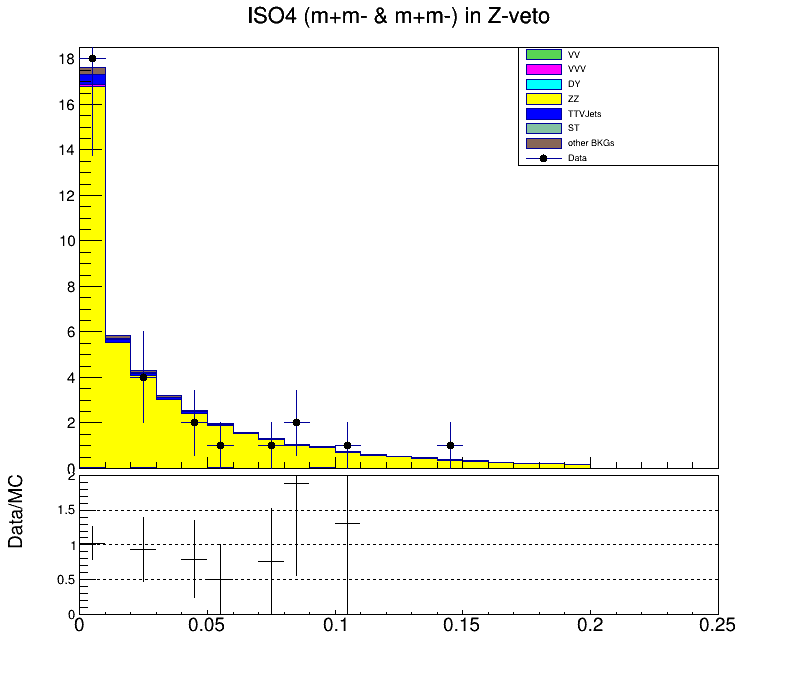 ISO4 (m+m- & m+m-) in Z-veto
18
16
14
12
10
8
6
4
2
0
VV
VVV
DY
ZZ
TTVJets
ST
other BKGs
Data
Data/MC
2
1.5
1
0.5
0
0 0.05 0.1 0.15 0.2 0.25